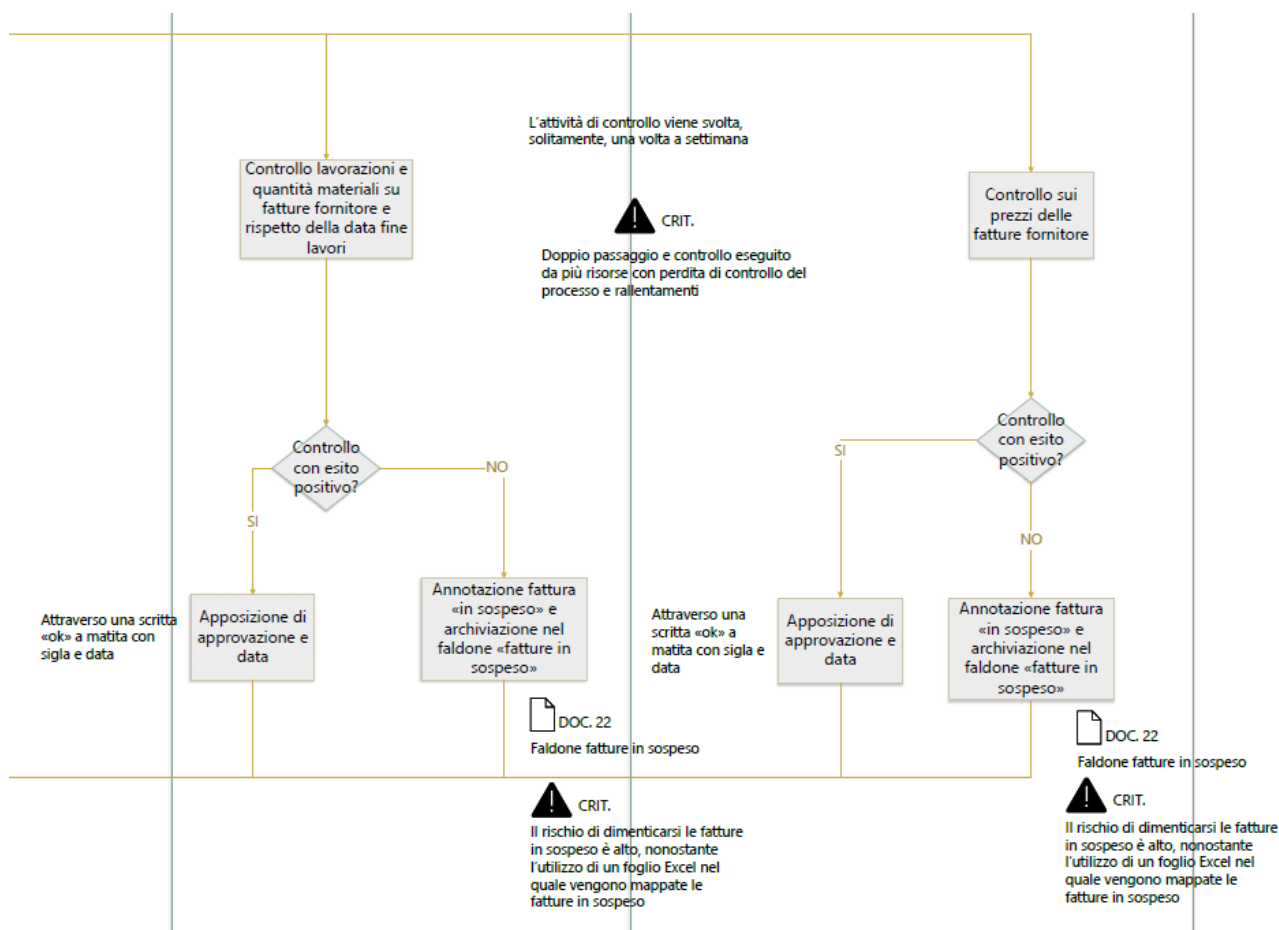 L'attività di controllo viene svolta,
solitamente, una volta a settimana
Controllo lavorazioni e
quantità materiali su
fatture fornitore e
rispetto della data fine
lavori
CRIT.
Doppio passaggio e controllo eseguito
da più risorse con perdita di controllo del
processo e rallentamenti
Controllo sui
prezzi delle
fatture fornitore
Controllo
con esito
positivo?
NO
SI
Controllo
con esito
positivo?
SI
NO
Attraverso una scritta
«ok» a matita con
sigla e data
Apposizione di
approvazione e
data
Annotazione fattura
«in sospeso» e
archiviazione nel
faldone «fatture in
sospeso»
Attraverso una
scritta «ok» a
matita con sigla e
data
Apposizione di
approvazione e
data
Annotazione fattura
«in sospeso» e
archiviazione nel
faldone «fatture in
sospeso»
DOC. 22
Faldone fatture in sospeso
DOC. 22
Faldone fatture in sospeso
CRIT.
Il rischio di dimenticarsi le fatture
in sospeso è alto, nonostante
l'utilizzo di un foglio Excel nel
quale vengono mappate le
fatture in sospeso
CRIT.
Il rischio di dimenticarsi le fatture
in sospeso è alto, nonostante
l'utilizzo di un foglio Excel nel
quale vengono mappate le
fatture in sospeso